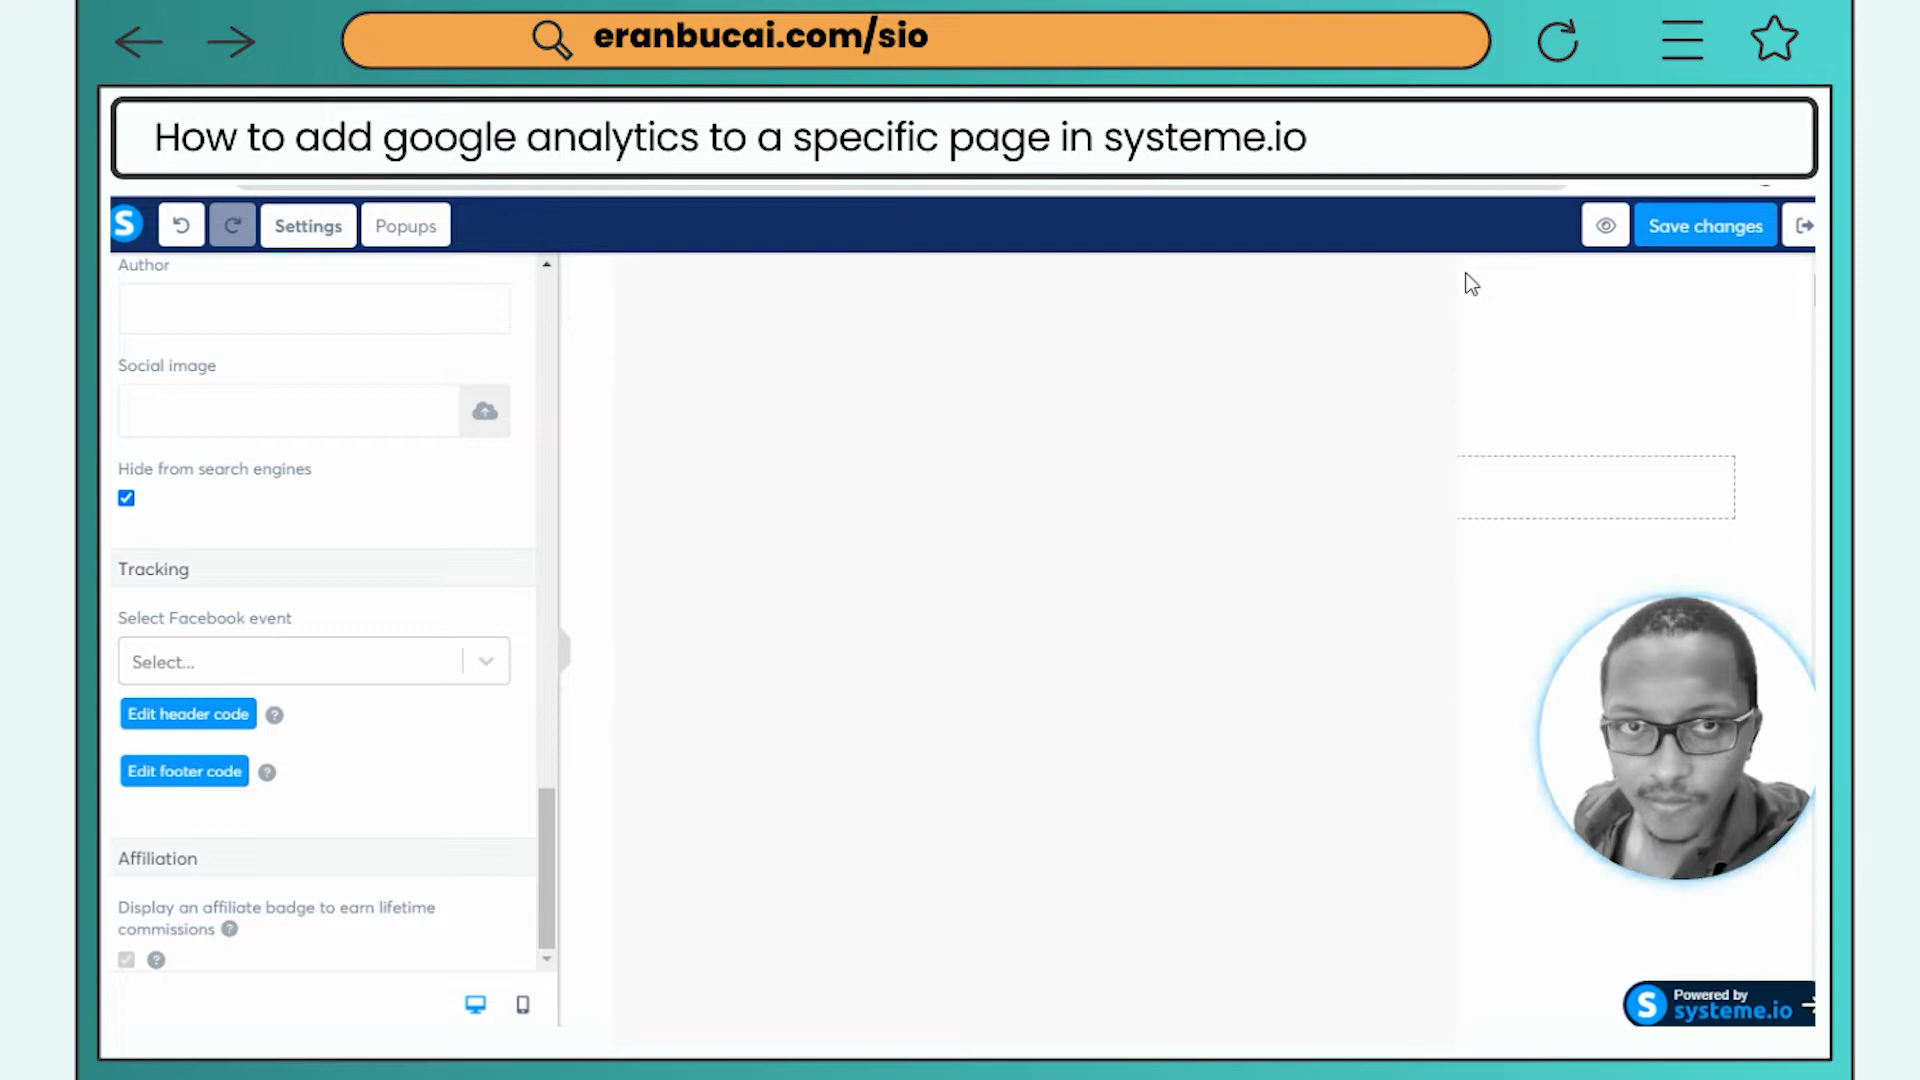 eranbucai.com/sio
How to add google analytics to a specific page in systeme.io
S
Settings
Popups
Save changes
Author
Social image
Hide from search engines
Tracking
Select Facebook event
Select...
Edit header code
?
Edit footer code
?
Affiliation
Display an affiliate badge to earn lifetime
commissions ?
?
S
Powered by
systeme.io